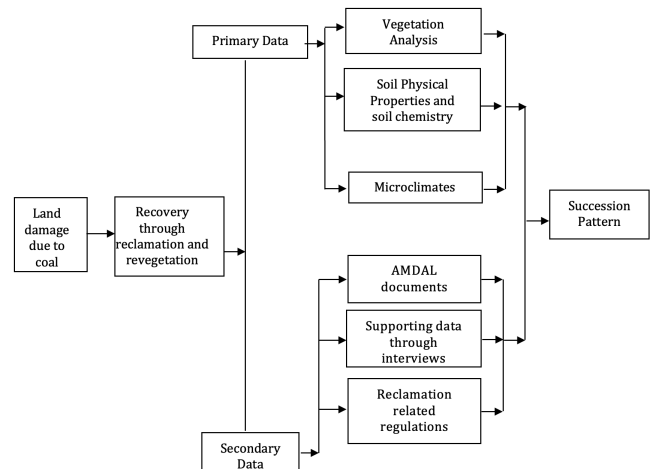 Land
damage
due to
coal
Recovery
through
reclamation and
revegetation
Primary Data
Vegetation
Analysis
Soil Physical
Properties and
soil chemistry
Microclimates
Secondary
Data
AMDAL
documents
Supporting data
through
interviews
Reclamation
related
regulations
Succession
Pattern